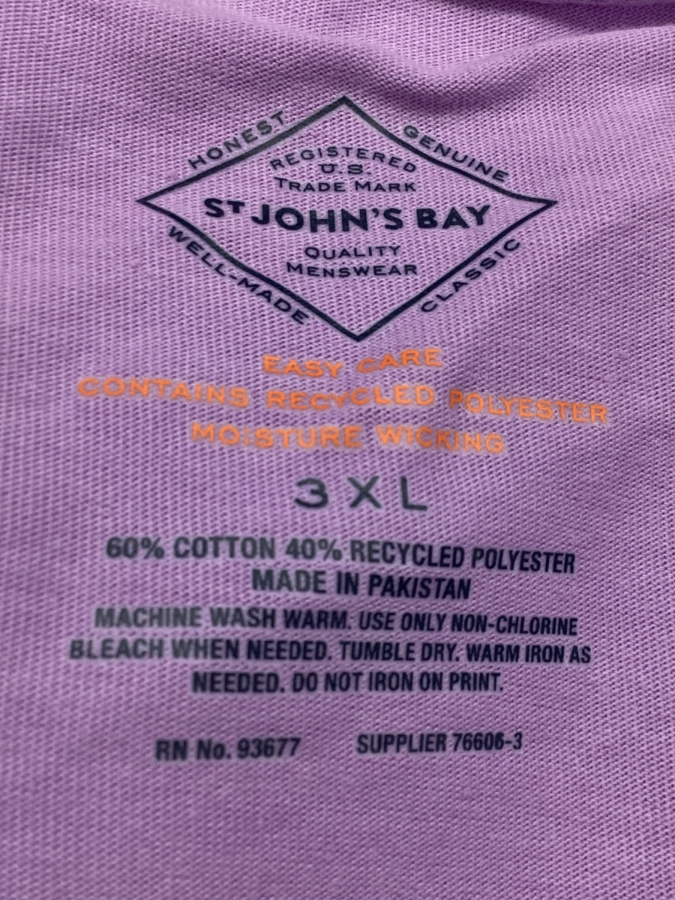 HONEST
GENUINE
REGISTERED
U.S.
TRADE MARK
ST JOHN'S BAY
QUALITY
MENSWEAR
WELL-MADE
CLASSIC
EASY CARE
CONTAINS RECYCLED POLYESTER
MOISTURE WICKING
3XL
60% COTTON 40% RECYCLED POLYESTER
MADE IN PAKISTAN
MACHINE WASH WARM. USE ONLY NON-CHLORINE
BLEACH WHEN NEEDED. TUMBLE DRY. WARM IRON AS
NEEDED. DO NOT IRON ON PRINT.
RN No. 93677 SUPPLIER 76606-3